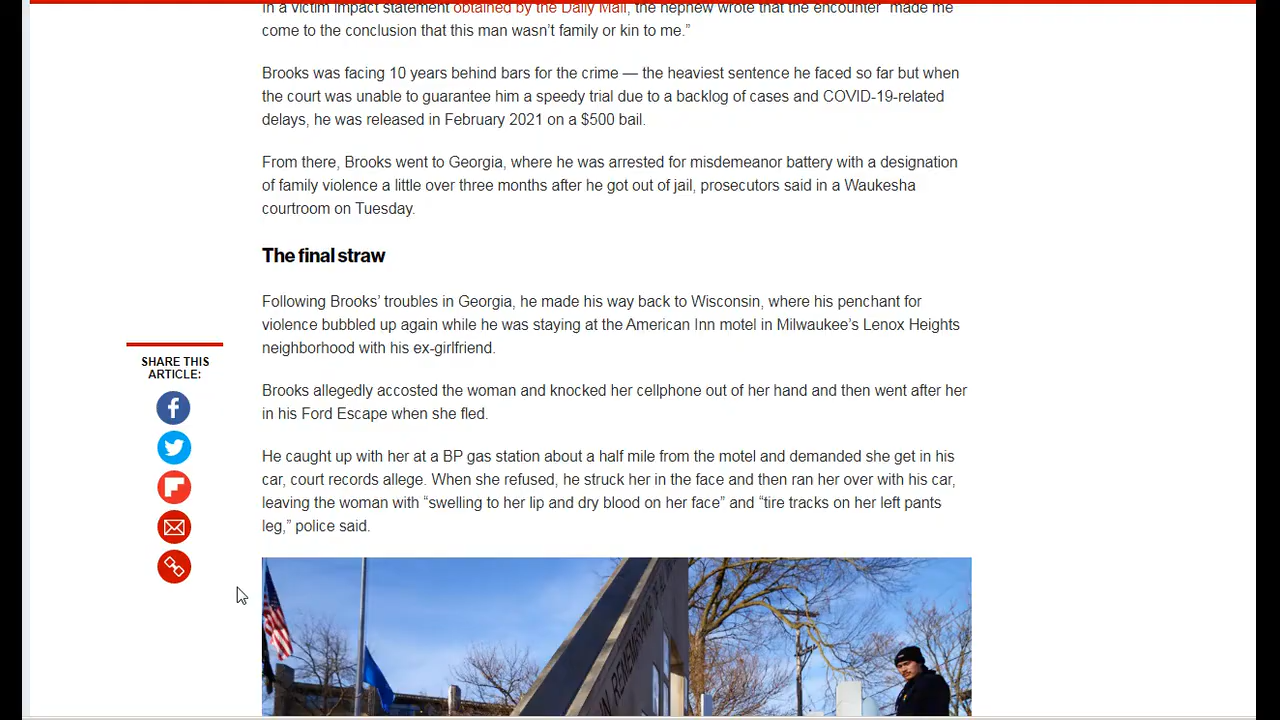 In a victim impact statement obtained by the Daily Mail, the nephew wrote that the encounter “made me
come to the conclusion that this man wasn’t family or kin to me.”
Brooks was facing 10 years behind bars for the crime — the heaviest sentence he faced so far but when
the court was unable to guarantee him a speedy trial due to a backlog of cases and COVID-19-related
delays, he was released in February 2021 on a $500 bail.
From there, Brooks went to Georgia, where he was arrested for misdemeanor battery with a designation
of family violence a little over three months after he got out of jail, prosecutors said in a Waukesha
courtroom on Tuesday.
The final straw
Following Brooks’ troubles in Georgia, he made his way back to Wisconsin, where his penchant for
violence bubbled up again while he was staying at the American Inn motel in Milwaukee’s Lenox Heights
neighborhood with his ex-girlfriend.
SHARE THIS
ARTICLE:
Brooks allegedly accosted the woman and knocked her cellphone out of her hand and then went after her
in his Ford Escape when she fled.
He caught up with her at a BP gas station about a half mile from the motel and demanded she get in his
car, court records allege. When she refused, he struck her in the face and then ran her over with his car,
leaving the woman with “swelling to her lip and dry blood on her face” and “tire tracks on her left pants
leg,” police said.
IN REMEMBRANCE OF ALL